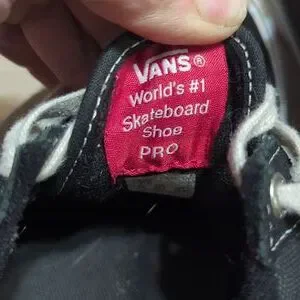 VANS®
World's #1
Skateboard
Shoe
PRO